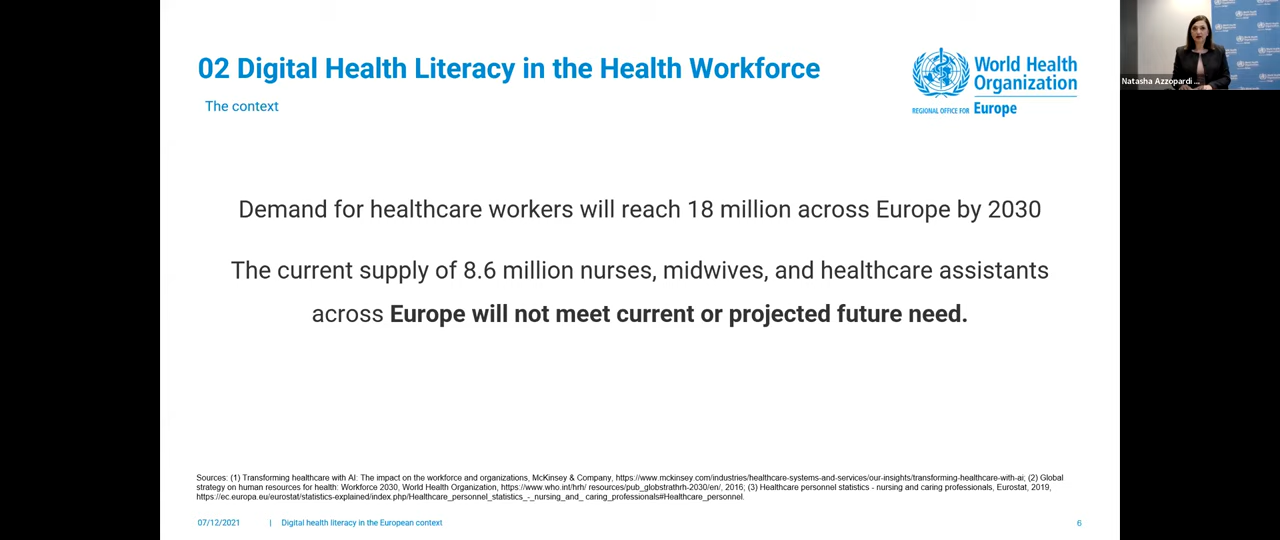 02 Digital Health Literacy in the Health Workforce
The context
World Health
Organization
REGIONAL OFFICE FOR Europe
Natasha Azzopardi ...
Demand for healthcare workers will reach 18 million across Europe by 2030
The current supply of 8.6 million nurses, midwives, and healthcare assistants
across Europe will not meet current or projected future need.
Sources: (1) Transforming healthcare with AI: The impact on the workforce and organizations, McKinsey & Company, https://www.mckinsey.com/industries/healthcare-systems-and-services/our-insights/transforming-healthcare-with-ai; (2) Global
strategy on human resources for health: Workforce 2030, World Health Organization, https://www.who.int/hrh/ resources/pub_globstrathrh-2030/en/, 2016; (3) Healthcare personnel statistics - nursing and caring professionals, Eurostat, 2019,
https://ec.europa.eu/eurostat/statistics-explained/index.php/Healthcare_personnel_statistics_-_nursing_and_ caring_professionals#Healthcare_personnel.
07/12/2021 | Digital health literacy in the European context 6